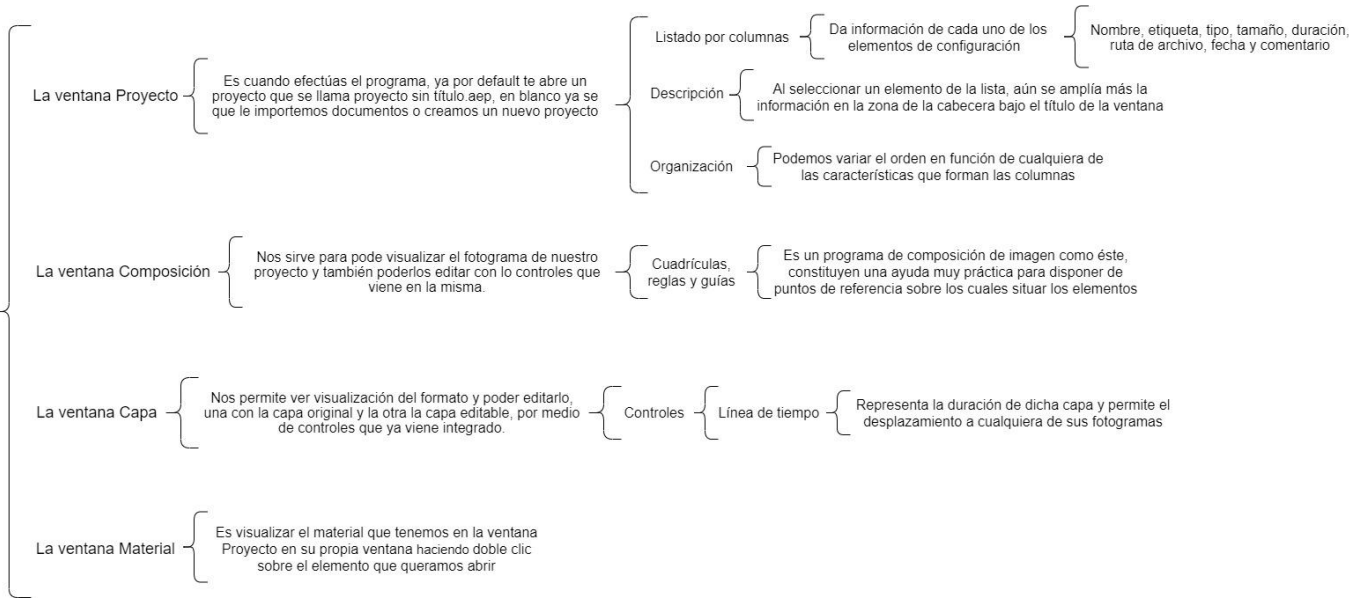 La ventana Proyecto
Es cuando efectúas el programa, ya por default te abre un
proyecto que se llama proyecto sin título.aep, en blanco ya se
que le importemos documentos o creamos un nuevo proyecto
Listado por columnas
Da información de cada uno de los
elementos de configuración
Nombre, etiqueta, tipo, tamaño, duración,
ruta de archivo, fecha y comentario
Descripción
Al seleccionar un elemento de la lista, aún se amplía más la
información en la zona de la cabecera bajo el título de la ventana
Organización
Podemos variar el orden en función de cualquiera de
las características que forman las columnas
La ventana Composición
Nos sirve para pode visualizar el fotograma de nuestro
proyecto y también poderlos editar con lo controles que
viene en la misma.
Cuadrículas,
reglas y guías
Es un programa de composición de imagen como éste,
constituyen una ayuda muy práctica para disponer de
puntos de referencia sobre los cuales situar los elementos
La ventana Capa
Nos permite ver visualización del formato y poder editarlo,
una con la capa original y la otra la capa editable, por medio
de controles que ya viene integrado.
Controles
Línea de tiempo
Representa la duración de dicha capa y permite el
desplazamiento a cualquiera de sus fotogramas
La ventana Material
Es visualizar el material que tenemos en la ventana
Proyecto en su propia ventana haciendo doble clic
sobre el elemento que queramos abrir